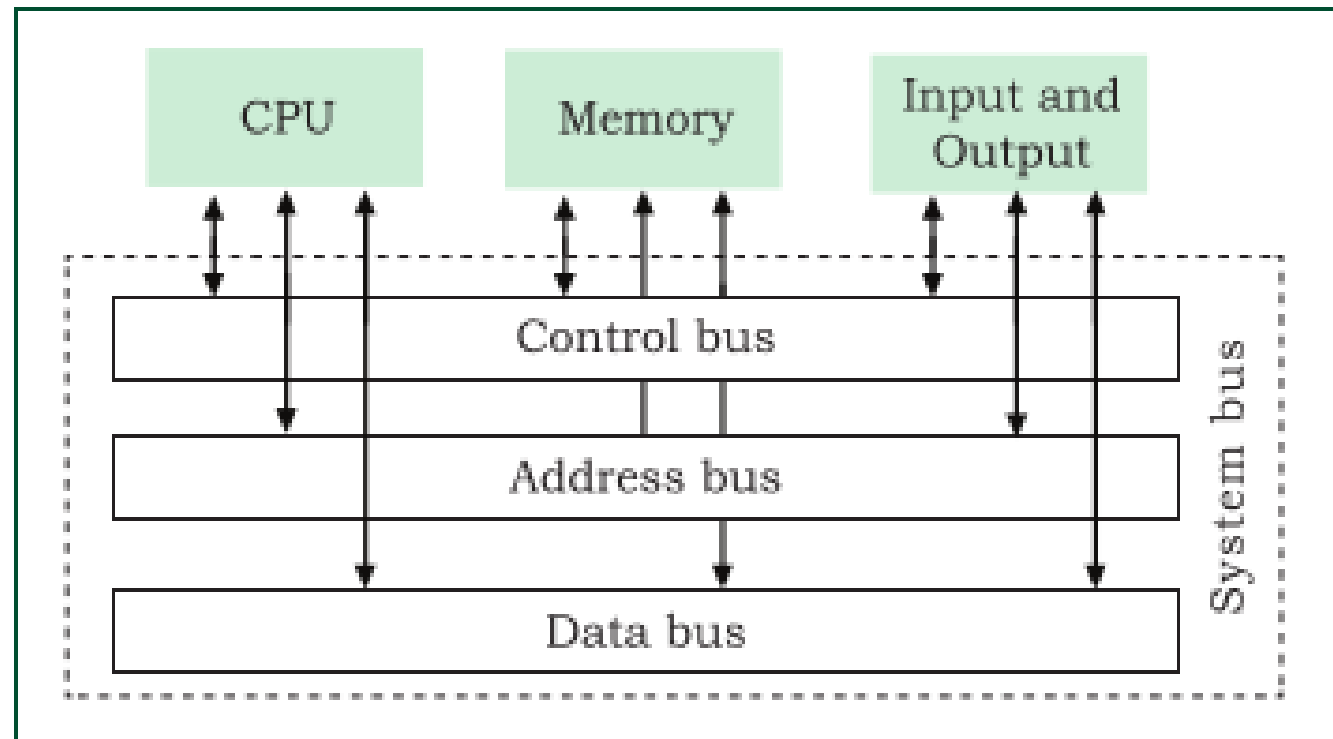 CPU
Memory
Input and
Output
Control bus
Address bus
Data bus
System bus